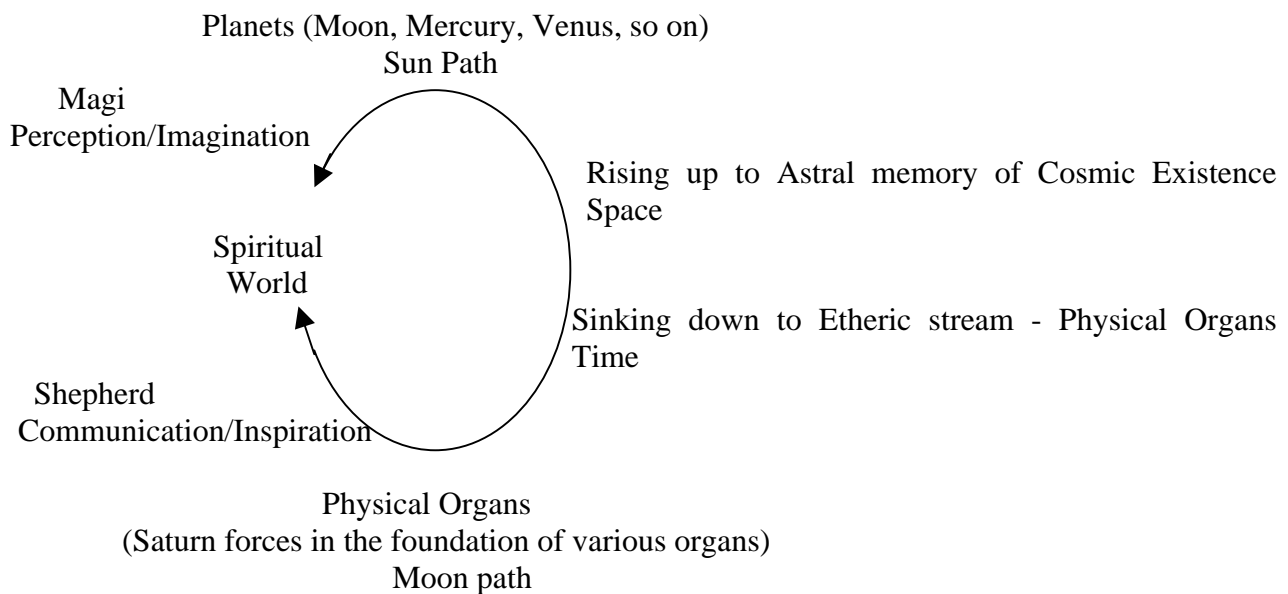 Planets (Moon, Mercury, Venus, so on)
Sun Path
Magi
Perception/Imagination
Rising up to Astral memory of Cosmic Existence
Space
Spiritual
World
Sinking down to Etheric stream - Physical Organs
Time
Shepherd
Communication/Inspiration
Physical Organs
(Saturn forces in the foundation of various organs)
Moon path